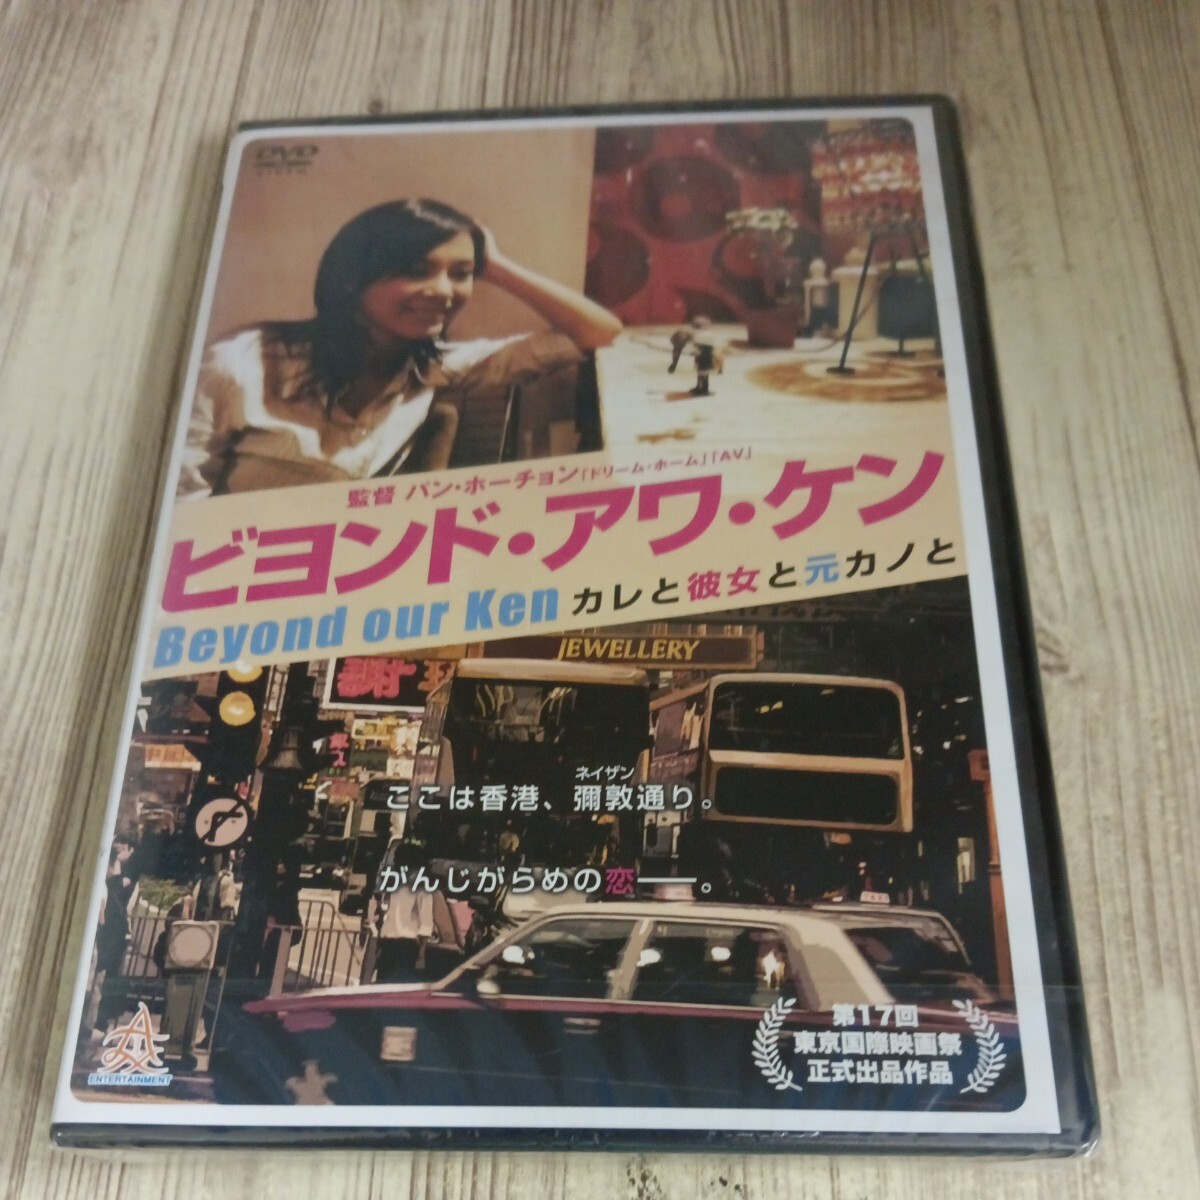 DVD
VIDEO
監督 パン・ホーチョン「ドリーム・ホーム」「AV」
ビヨンド・アワ・ケン
Beyond our Ken カレと彼女と元カノと
JEWELLERY
謝
ネイザン
ここは香港、彌敦通り。
がんじがらめの恋――。
第17回
東京国際映画祭
正式出品作品
ENTERTAINMENT